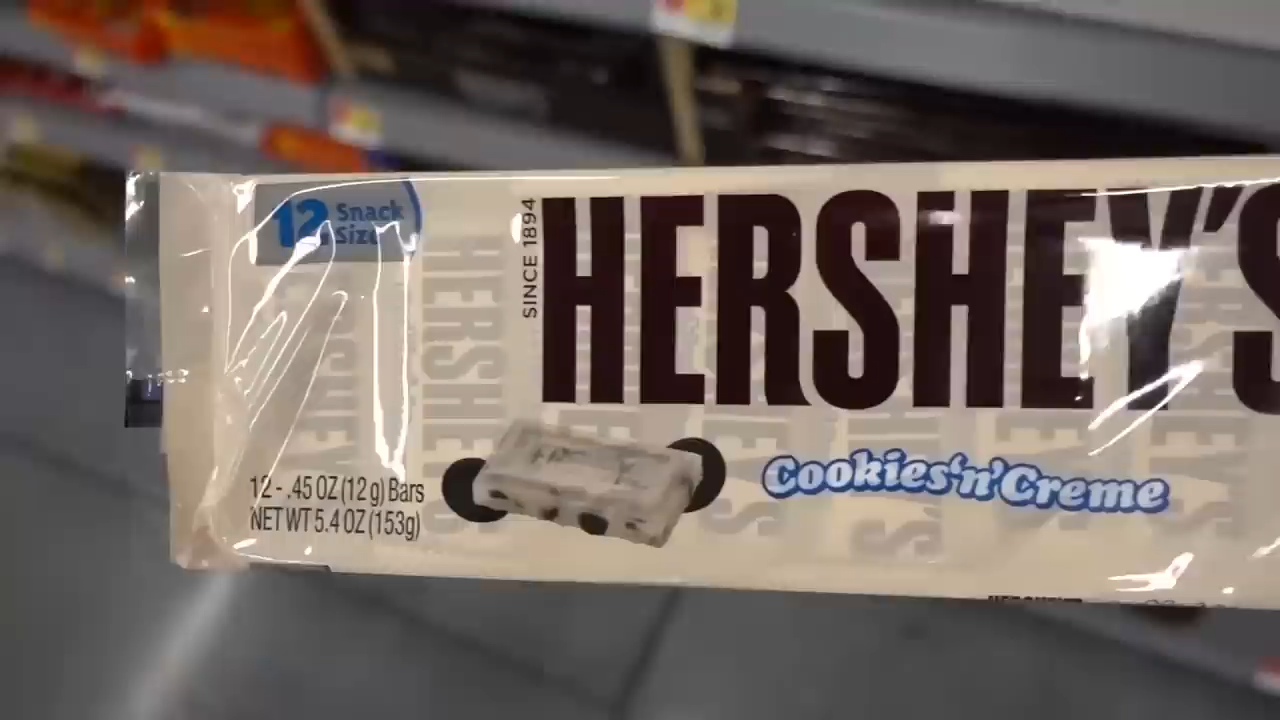 12 Snack
Size
SINCE 1894
HERSHEY'S
Cookies'n'Creme
12 - .45 OZ (12 g) Bars
NET WT 5.4 OZ (153g)